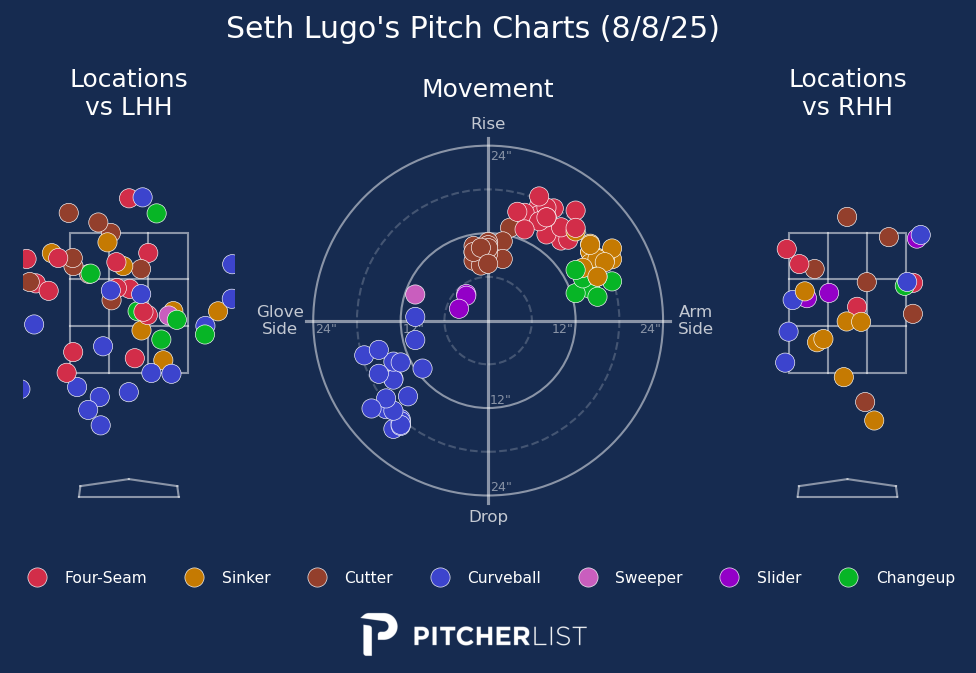 Seth Lugo's Pitch Charts (8/8/25)
Locations
vs LHH
Movement
Locations
vs RHH
Rise
24"
Glove
Side
24"
12"
24"
Arm
Side
12"
24"
Drop
Four-Seam
Sinker
Cutter
Curveball
Sweeper
Slider
Changeup
PITCHERLIST